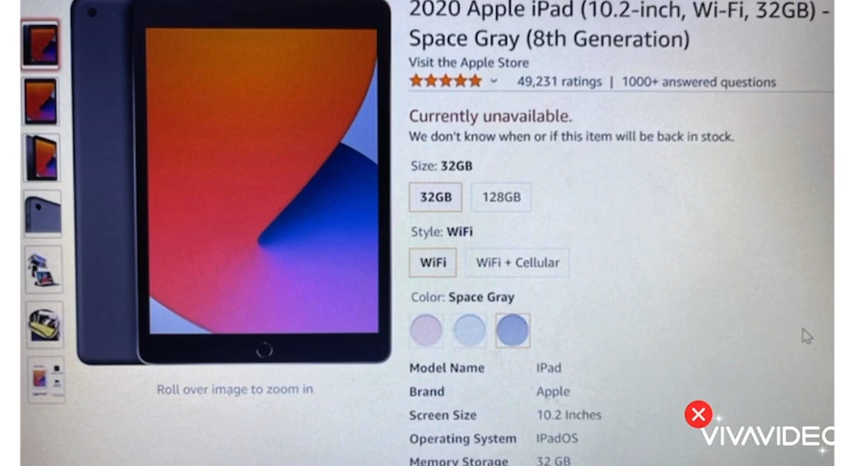 2020 Apple iPad (10.2-inch, Wi-Fi, 32GB) -
Space Gray (8th Generation)
Visit the Apple Store
49,231 ratings | 1000+ answered questions
Currently unavailable.
We don't know when or if this item will be back in stock.
Size: 32GB
32GB 128GB
Style: WiFi
WiFi WiFi + Cellular
Color: Space Gray
Roll over image to zoom in
Model Name IPad
Brand Apple
Screen Size 10.2 Inches
Operating System IPadOS
Memory Storage 32 GB
VIVAVIDEO